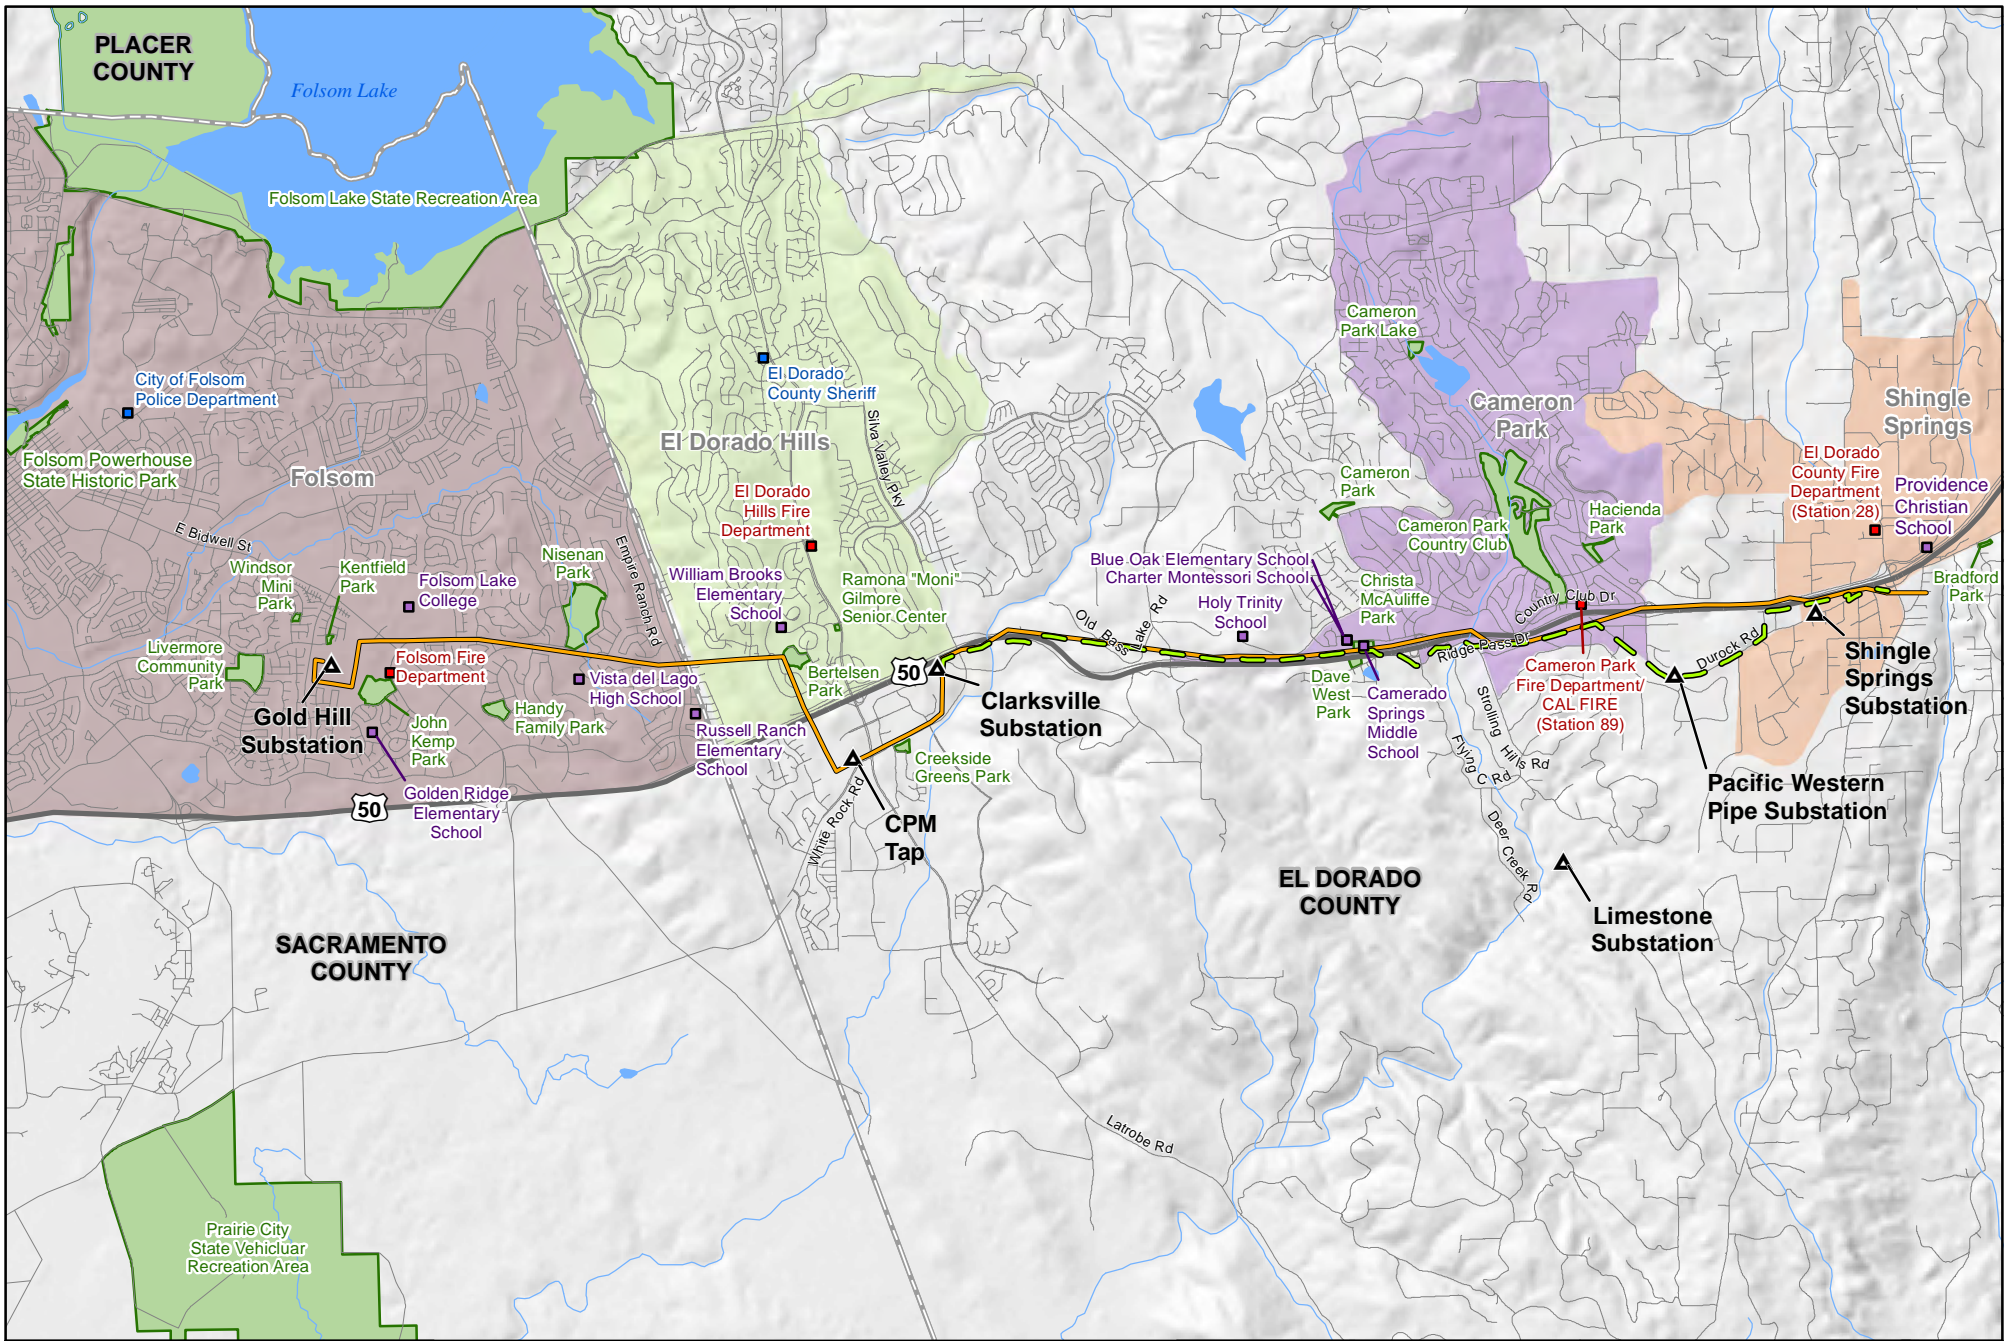 PLACER
COUNTY
Folsom Lake
Folsom Lake State Recreation Area
City of Folsom
Police Department
Folsom Powerhouse
State Historic Park
Folsom
E Bidwell St
Windsor
Mini
Park
Kentfield
Park
Folsom Lake
College
Nisenan
Park
Empire Ranch Rd
Livermore
Community
Park
Folsom Fire
Department
Gold Hill
Substation
John
Kemp
Park
Handy
Family Park
Vista del Lago
High School
Russell Ranch
Elementary
School
Golden Ridge
Elementary
School
50
El Dorado
County Sheriff
El Dorado Hills
Silva Valley Pky
El Dorado
Hills Fire
Department
William Brooks
Elementary
School
Ramona "Moni"
Gilmore
Senior Center
Bertelsen
Park
50
Clarksville
Substation
Creekside
Greens Park
White Rock Rd
CPM
Tap
Old Bass
Lake Rd
Blue Oak Elementary School
Charter Montessori School
Holy Trinity
School
Cameron
Park Lake
Cameron
Park
Cameron
Park
Cameron Park
Country Club
Hacienda
Park
Christa
McAuliffe
Park
Country Club Dr
Ridge Pass Dr
Dave
West
Park
Camerado
Springs
Middle
School
Strolling Hills Rd
Flying C Rd
Deer Creek Rd
Cameron Park
Fire Department/
CAL FIRE
(Station 89)
Durock Rd
Shingle
Springs
El Dorado
County Fire
Department
(Station 28)
Providence
Christian
School
Bradford
Park
Shingle
Springs
Substation
Pacific Western
Pipe Substation
Limestone
Substation
EL DORADO
COUNTY
SACRAMENTO
COUNTY
Latrobe Rd
Prairie City
State Vehicluar
Recreation Area